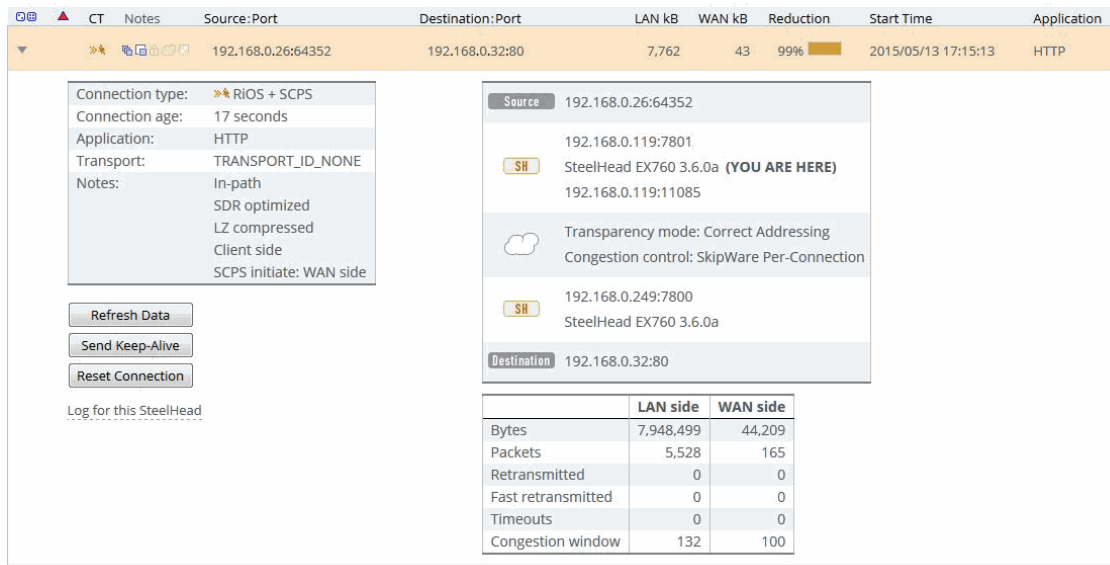 CT Notes Source:Port Destination:Port LAN kB WAN kB Reduction Start Time Application
192.168.0.26:64352 192.168.0.32:80 7,762 43 99% 2015/05/13 17:15:13 HTTP
Connection type: RiOS + SCPS
Connection age: 17 seconds
Application: HTTP
Transport: TRANSPORT_ID_NONE
Notes: In-path
SDR optimized
LZ compressed
Client side
SCPS initiate: WAN side
Refresh Data
Send Keep-Alive
Reset Connection
Log for this SteelHead
Source 192.168.0.26:64352
192.168.0.119:7801
SH SteelHead EX760 3.6.0a (YOU ARE HERE)
192.168.0.119:11085
Transparency mode: Correct Addressing
Congestion control: SkipWare Per-Connection
192.168.0.249:7800
SH
SteelHead EX760 3.6.0a
Destination 192.168.0.32:80
LAN side WAN side
Bytes 7,948,499 44,209
Packets 5,528 165
Retransmitted 0 0
Fast retransmitted 0 0
Timeouts 0 0
Congestion window 132 100